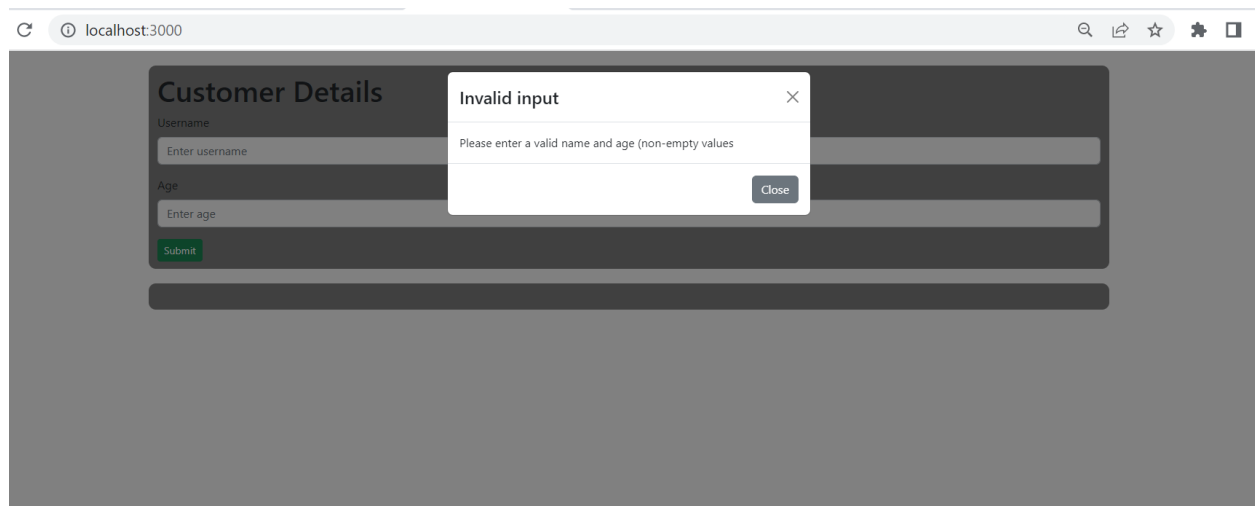 localhost:3000
Customer Details
Username
Enter username
Age
Enter age
Submit
Invalid input
Please enter a valid name and age (non-empty values
Close